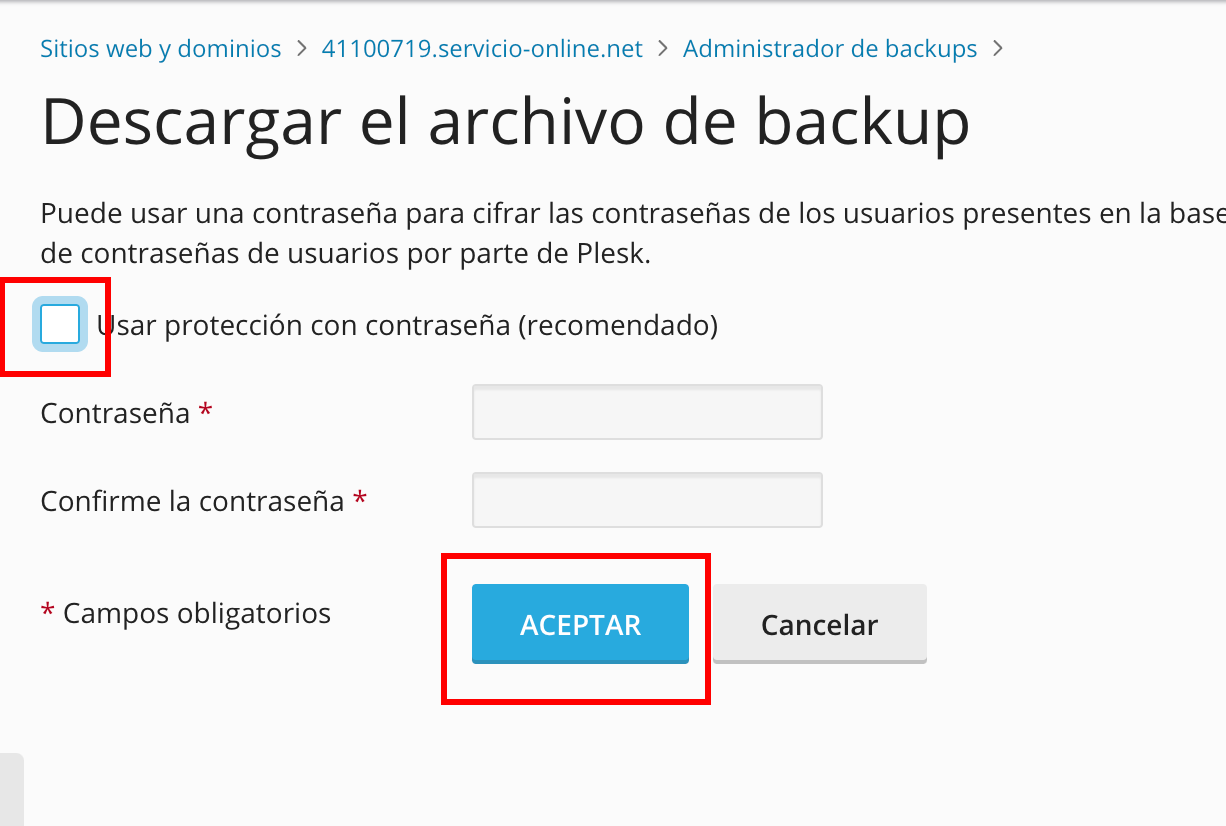 Sitios web y dominios > 41100719.servicio-online.net > Administrador de backups >
Descargar el archivo de backup
Puede usar una contraseña para cifrar las contraseñas de los usuarios presentes en la base
de contraseñas de usuarios por parte de Plesk.
Usar protección con contraseña (recomendado)
Contraseña *
Confirme la contraseña *
* Campos obligatorios
ACEPTAR
Cancelar